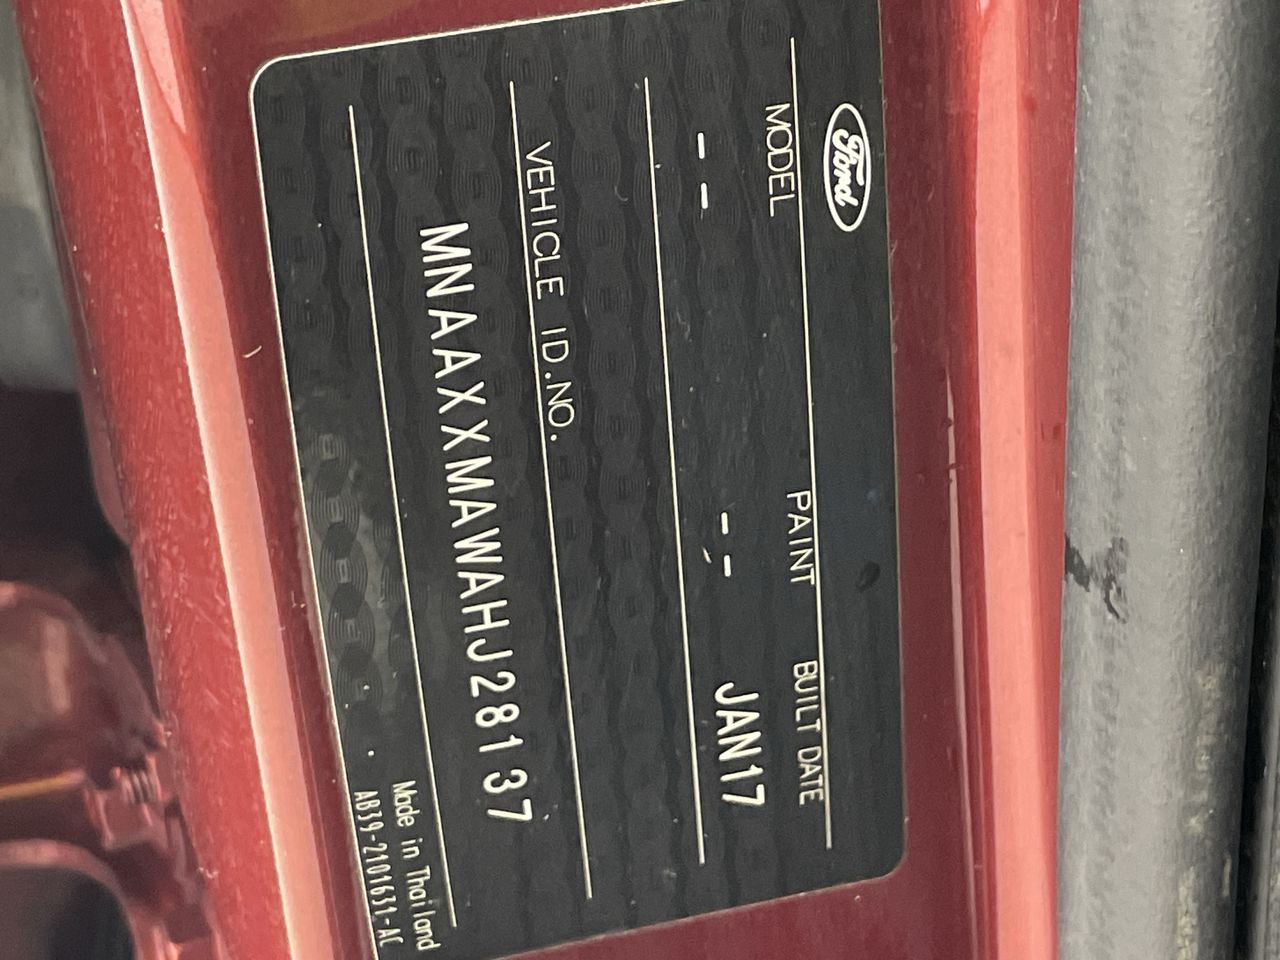 Ford
MODEL PAINT BUILT DATE
-- -- JAN17
VEHICLE ID.NO.
MNAAXXMAWAHJ28137
Made in Thailand
AB39-2101631-AC